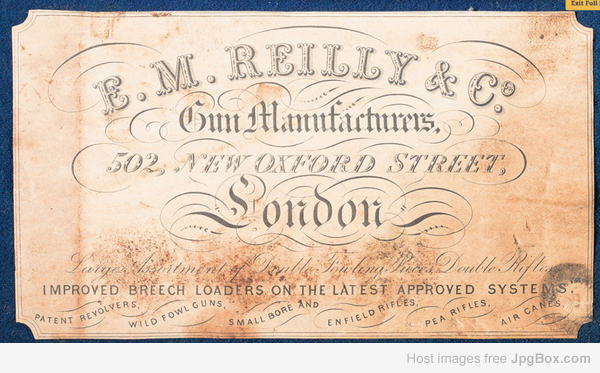 Exit Full
E. M. REILLY & Co.
Gun Manufacturers,
502, NEW OXFORD STREET,
London
Large Assortment of Double Fowling Pieces, Double Rifles
IMPROVED BREECH LOADERS, ON THE LATEST APPROVED SYSTEMS.
PATENT REVOLVERS, WILD FOWL GUNS, SMALL BORE AND ENFIELD RIFLES, PEA RIFLES, AIR CANES,
Host images free JpgBox.com